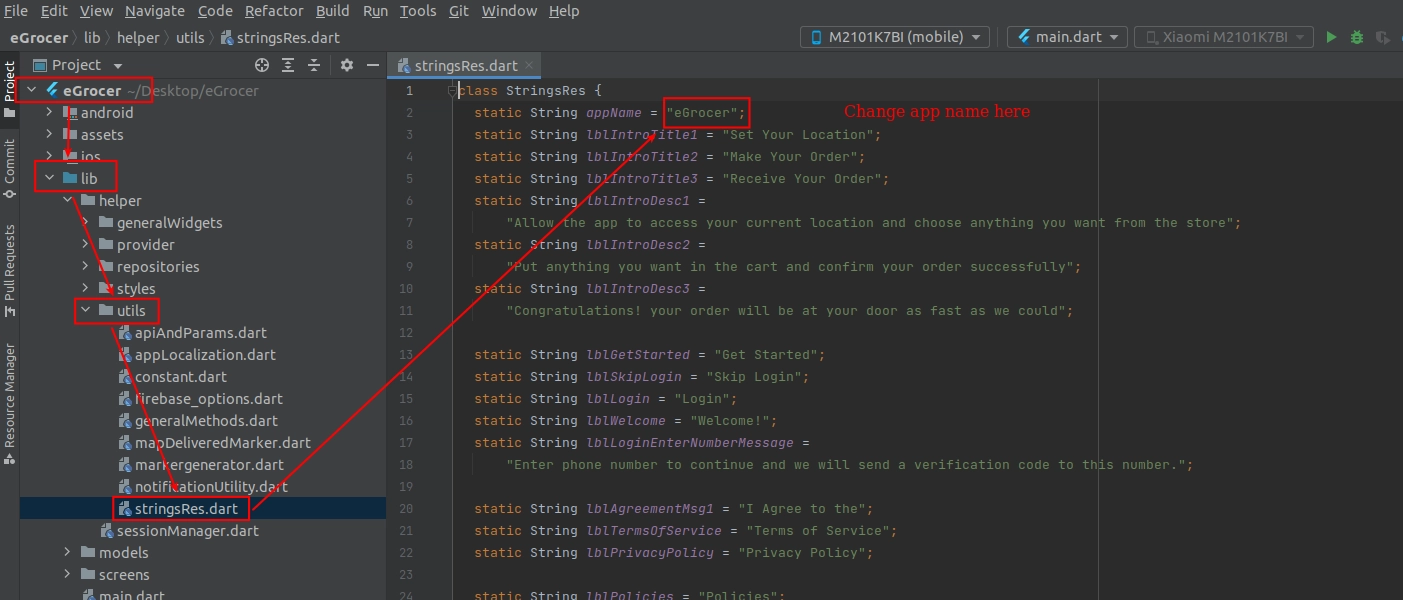 File Edit View Navigate Code Refactor Build Run Tools Git Window Help
eGrocer lib helper utils stringsRes.dart
M2101K7BI (mobile) main.dart Xiaomi M2101K7BI
Project
Commit
Pull Requests
Resource Manager
Project
eGrocer ~/Desktop/eGrocer
android
assets
ios
lib
helper
generalWidgets
provider
repositories
styles
utils
apiAndParams.dart
appLocalization.dart
constant.dart
firebase_options.dart
generalMethods.dart
mapDeliveredMarker.dart
markergenerator.dart
notificationUtility.dart
stringsRes.dart
sessionManager.dart
models
screens
main.dart
stringsRes.dart
1 class StringsRes {
2 static String appName = "eGrocer"; Change app name here
3 static String lblIntroTitle1 = "Set Your Location";
4 static String lblIntroTitle2 = "Make Your Order";
5 static String lblIntroTitle3 = "Receive Your Order";
6 static String lblIntroDesc1 =
7 "Allow the app to access your current location and choose anything you want from the store";
8 static String lblIntroDesc2 =
9 "Put anything you want in the cart and confirm your order successfully";
10 static String lblIntroDesc3 =
11 "Congratulations! your order will be at your door as fast as we could";
12
13 static String lblGetStarted = "Get Started";
14 static String lblSkipLogin = "Skip Login";
15 static String lblLogin = "Login";
16 static String lblWelcome = "Welcome!";
17 static String lblLoginEnterNumberMessage =
18 "Enter phone number to continue and we will send a verification code to this number.";
19
20 static String lblAgreementMsg1 = "I Agree to the";
21 static String lblTermsOfService = "Terms of Service";
22 static String lblPrivacyPolicy = "Privacy Policy";
23
24 static String lblPolicies = "Policies";